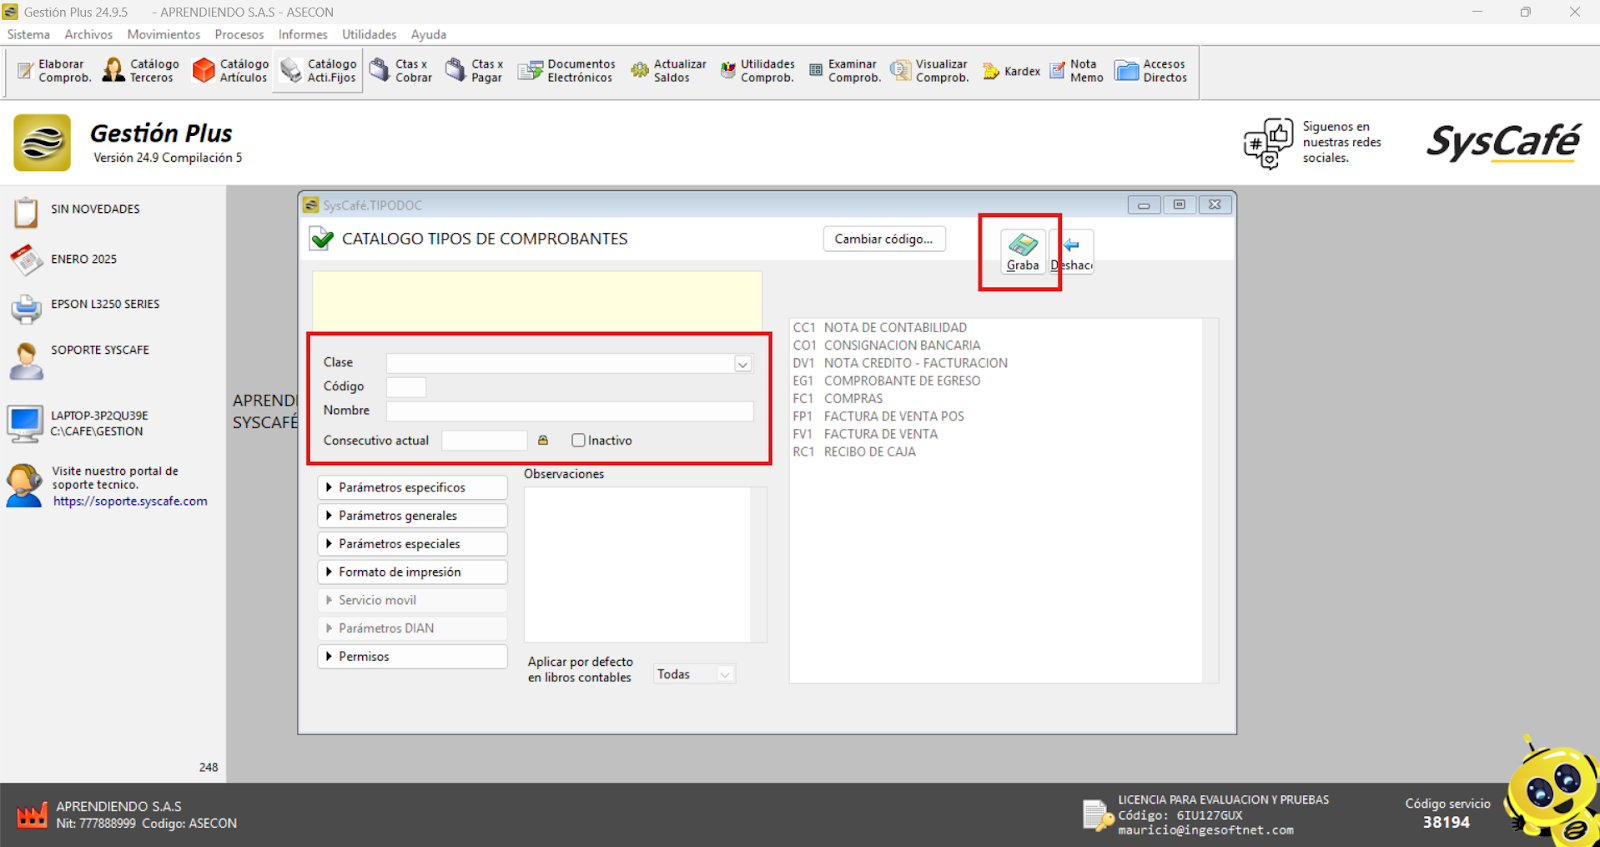 Gestión Plus 24.9.5 - APRENDIENDO S.A.S - ASECON
Sistema Archivos Movimientos Procesos Informes Utilidades Ayuda
Elaborar Comprob.
Catálogo Terceros
Catálogo Artículos
Catálogo Acti.Fijos
Ctas x Cobrar
Ctas x Pagar
Documentos Electrónicos
Actualizar Saldos
Utilidades Comprob.
Examinar Comprob.
Visualizar Comprob.
Kardex
Nota Memo
Accesos Directos
Gestión Plus
Versión 24.9 Compilación 5
Siguenos en
nuestras redes
sociales.
SysCafé
SIN NOVEDADES
ENERO 2025
EPSON L3250 SERIES
SOPORTE SYSCAFE
LAPTOP-3P2QU39E
C:\CAFE\GESTION
Visite nuestro portal de
soporte tecnico.
https://soporte.syscafe.com
248
APRENDI
SYSCAFÉ
SysCafé.TIPODOC
CATALOGO TIPOS DE COMPROBANTES
Cambiar código...
Graba
Deshac
Clase
Código
Nombre
Consecutivo actual
Inactivo
Parámetros especificos
Parámetros generales
Parámetros especiales
Formato de impresión
Servicio movil
Parámetros DIAN
Permisos
Observaciones
Aplicar por defecto
en libros contables
Todas
CC1 NOTA DE CONTABILIDAD
CO1 CONSIGNACION BANCARIA
DV1 NOTA CREDITO - FACTURACION
EG1 COMPROBANTE DE EGRESO
FC1 COMPRAS
FP1 FACTURA DE VENTA POS
FV1 FACTURA DE VENTA
RC1 RECIBO DE CAJA
APRENDIENDO S.A.S
Nit: 777888999 Codigo: ASECON
LICENCIA PARA EVALUACION Y PRUEBAS
Código: 6IU127GUX
mauricio@ingesoftnet.com
Código servicio
38194